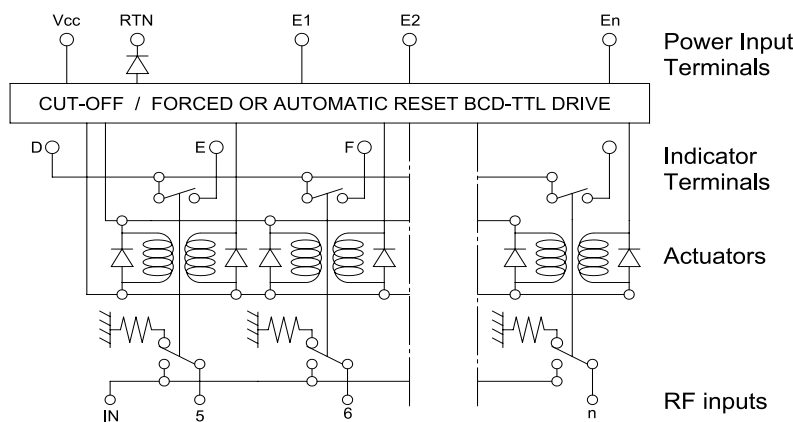 Vcc RTN E1 E2 En
Power Input
Terminals
CUT-OFF / FORCED OR AUTOMATIC RESET BCD-TTL DRIVE
D E F
Indicator
Terminals
Actuators
RF inputs
IN 5 6 n